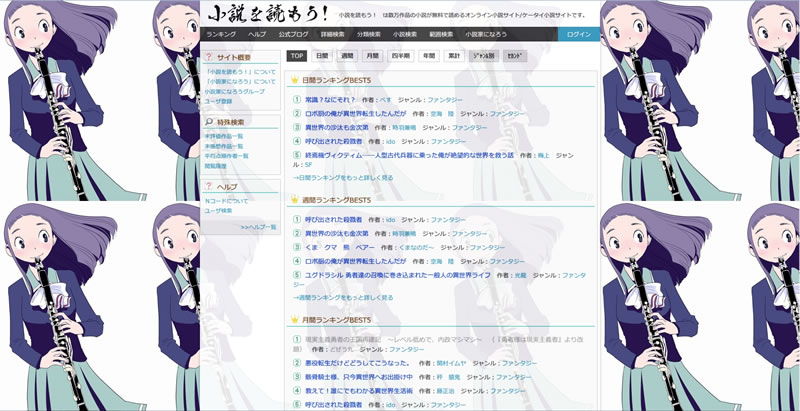 小説を読もう!
小説を読もう! は数万作品の小説が無料で読めるオンライン小説サイト/ケータイ小説サイトです。
ランキング ヘルプ 公式ブログ 詳細検索 分類検索 小説検索 範囲検索 小説家になろう ログイン
サイト概要
「小説を読もう!」について
「小説家になろう」について
小説家になろうグループ
ユーザ登録
特殊検索
未評価作品一覧
未感想作品一覧
閲覧履歴
ヘルプ
Nコードについて
ユーザ検索
>>ヘルプ一覧
TOP 日間 週間 月間 四半期 年間 累計 ジャンル別 セカンド
日間ランキングBEST5
1 常識?なにそれ? 作者:べす ジャンル:ファンタジー
2 ロボ厨の俺が異世界転生したんだが 作者:空海 陸 ジャンル:ファンタジー
3 異世界の沙汰も金次第 作者:時羽兼鳴 ジャンル:ファンタジー
4 呼び出された殺戮者 作者:ido ジャンル:ファンタジー
5 終焉機ヴィクティム――人型古代兵器に乗った俺が絶望的な世界を救う話 作者:梅上 ジャンル:SF
→日間ランキングをもっと詳しく見る
週間ランキングBEST5
1 呼び出された殺戮者 作者:ido ジャンル:ファンタジー
2 異世界の沙汰も金次第 作者:時羽兼鳴 ジャンル:ファンタジー
3 くま クマ 熊 ベアー 作者:くまなのだ~ ジャンル:ファンタジー
4 ロボ厨の俺が異世界転生したんだが 作者:空海 陸 ジャンル:ファンタジー
5 ユグドラシル 勇者達の召喚に巻き込まれた一般人の異世界ライフ 作者:光蔵 ジャンル:ファンタジー
→週間ランキングをもっと詳しく見る
月間ランキングBEST5
1 現実主義勇者の王国再建記 ~レベル低めで、内政マシマシ~ (『勇者様は現実主義者』より改題) 作者:どぜう丸 ジャンル:ファンタジー
2 悪役転生だけどどうしてこうなった。 作者:関村イムヤ ジャンル:ファンタジー
3 骸骨騎士様、只今異世界へお出掛け中 作者:秤 猿鬼 ジャンル:ファンタジー
4 教えて!誰にでもわかる異世界生活術 作者:藤正治 ジャンル:ファンタジー
5 呼び出された殺戮者 作者:ido ジャンル:ファンタジー